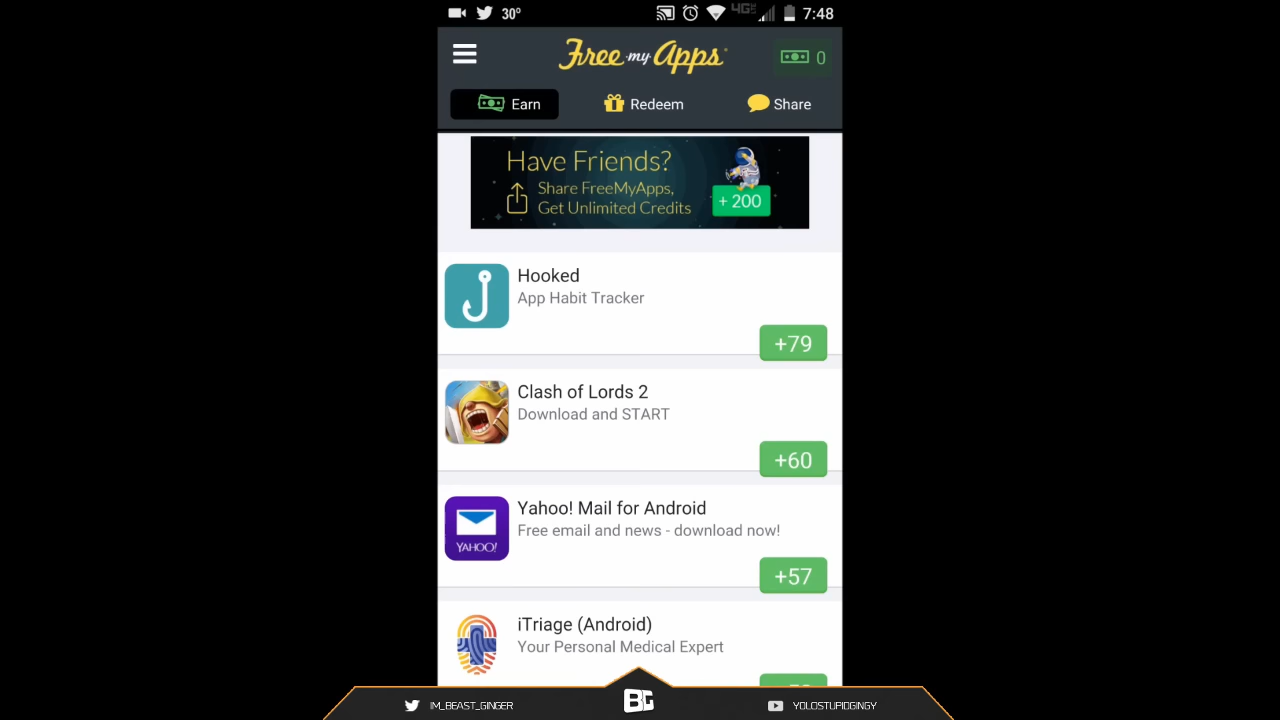 30°
4G
7:48
Free my Apps
0
Earn
Redeem
Share
Have Friends?
Share FreeMyApps,
Get Unlimited Credits
+ 200
Hooked
App Habit Tracker
+79
Clash of Lords 2
Download and START
+60
YAHOO!
Yahoo! Mail for Android
Free email and news - download now!
+57
iTriage (Android)
Your Personal Medical Expert
IM_BEAST_GINGER
BG
YOLOSTUPIDGINGY